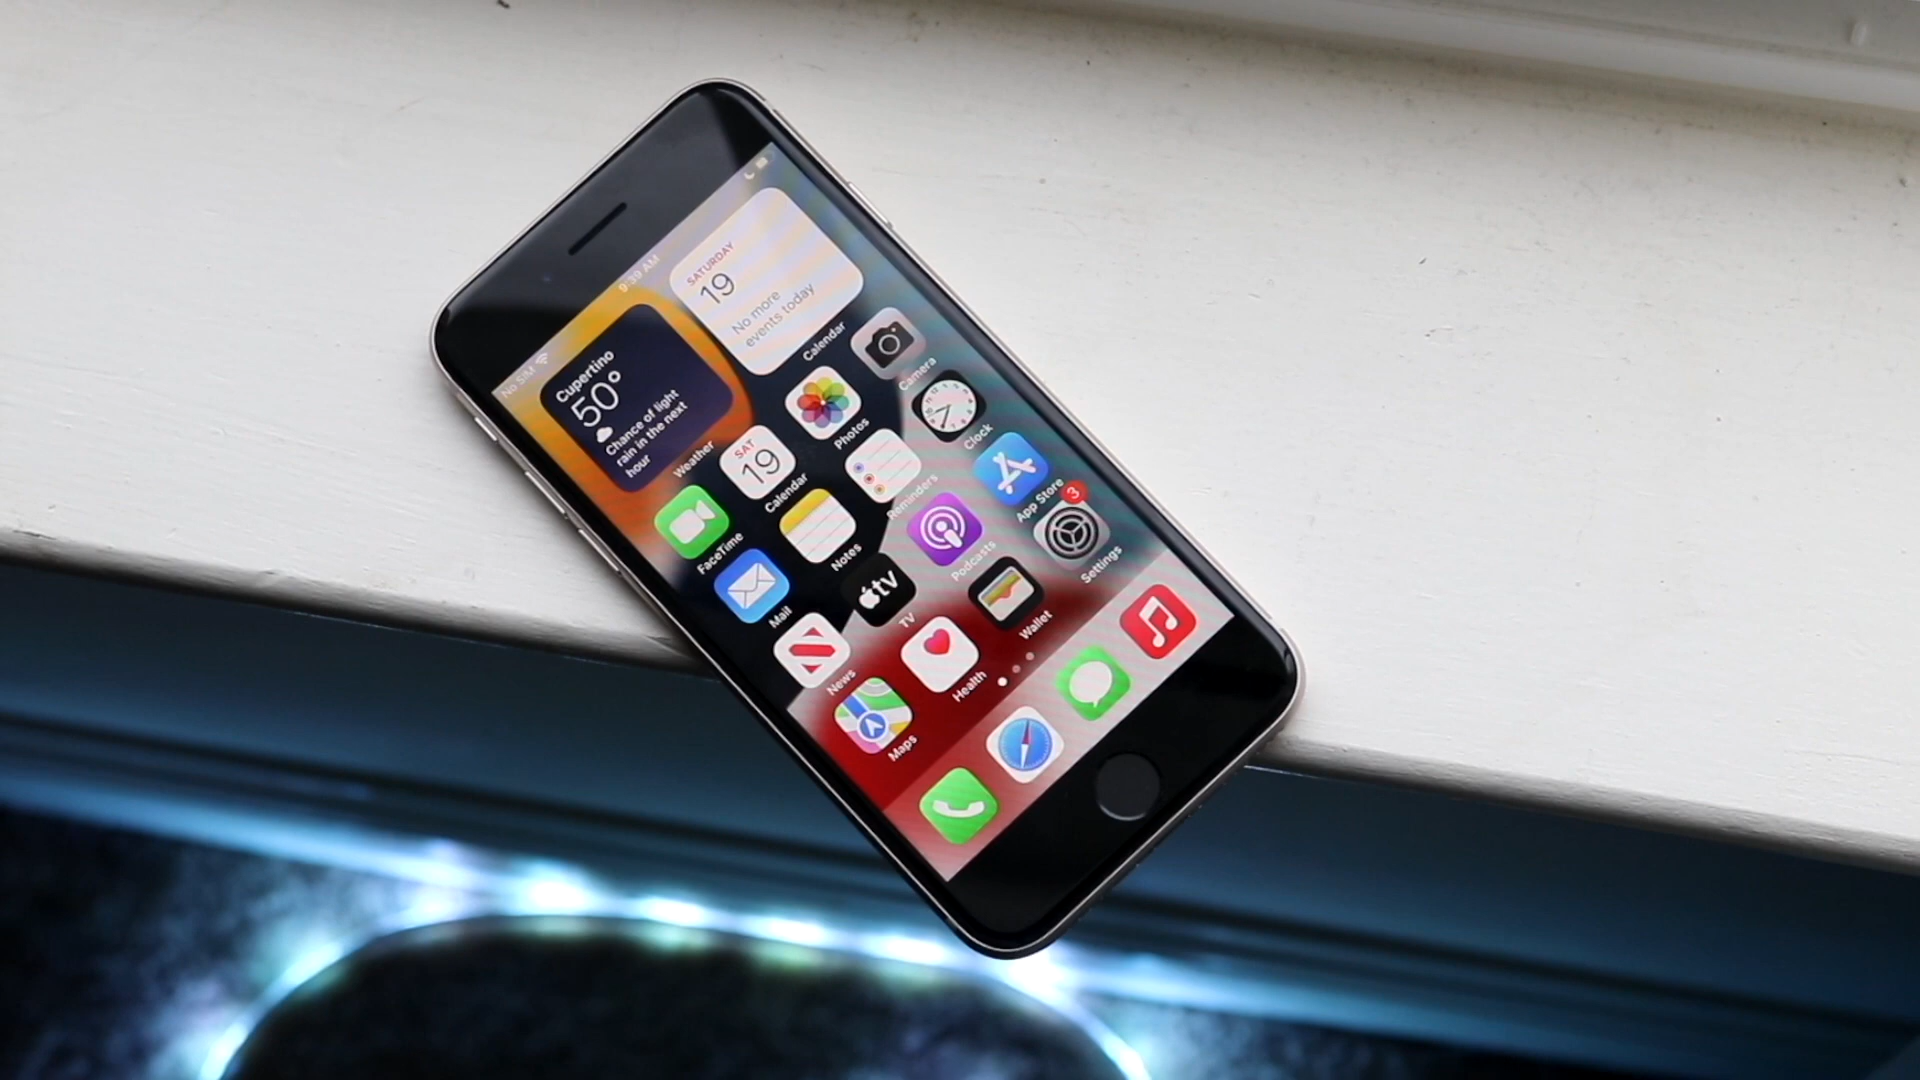 No SIM
9:39 AM
Cupertino
50°
Chance of light
rain in the next
hour
Weather
SATURDAY
19
No more
events today
Calendar
FaceTime
SAT
19
Calendar
Photos
Camera
Mail
Notes
Reminders
Clock
News
tv
TV
Podcasts
App Store
Maps
Health
Wallet
3
Settings